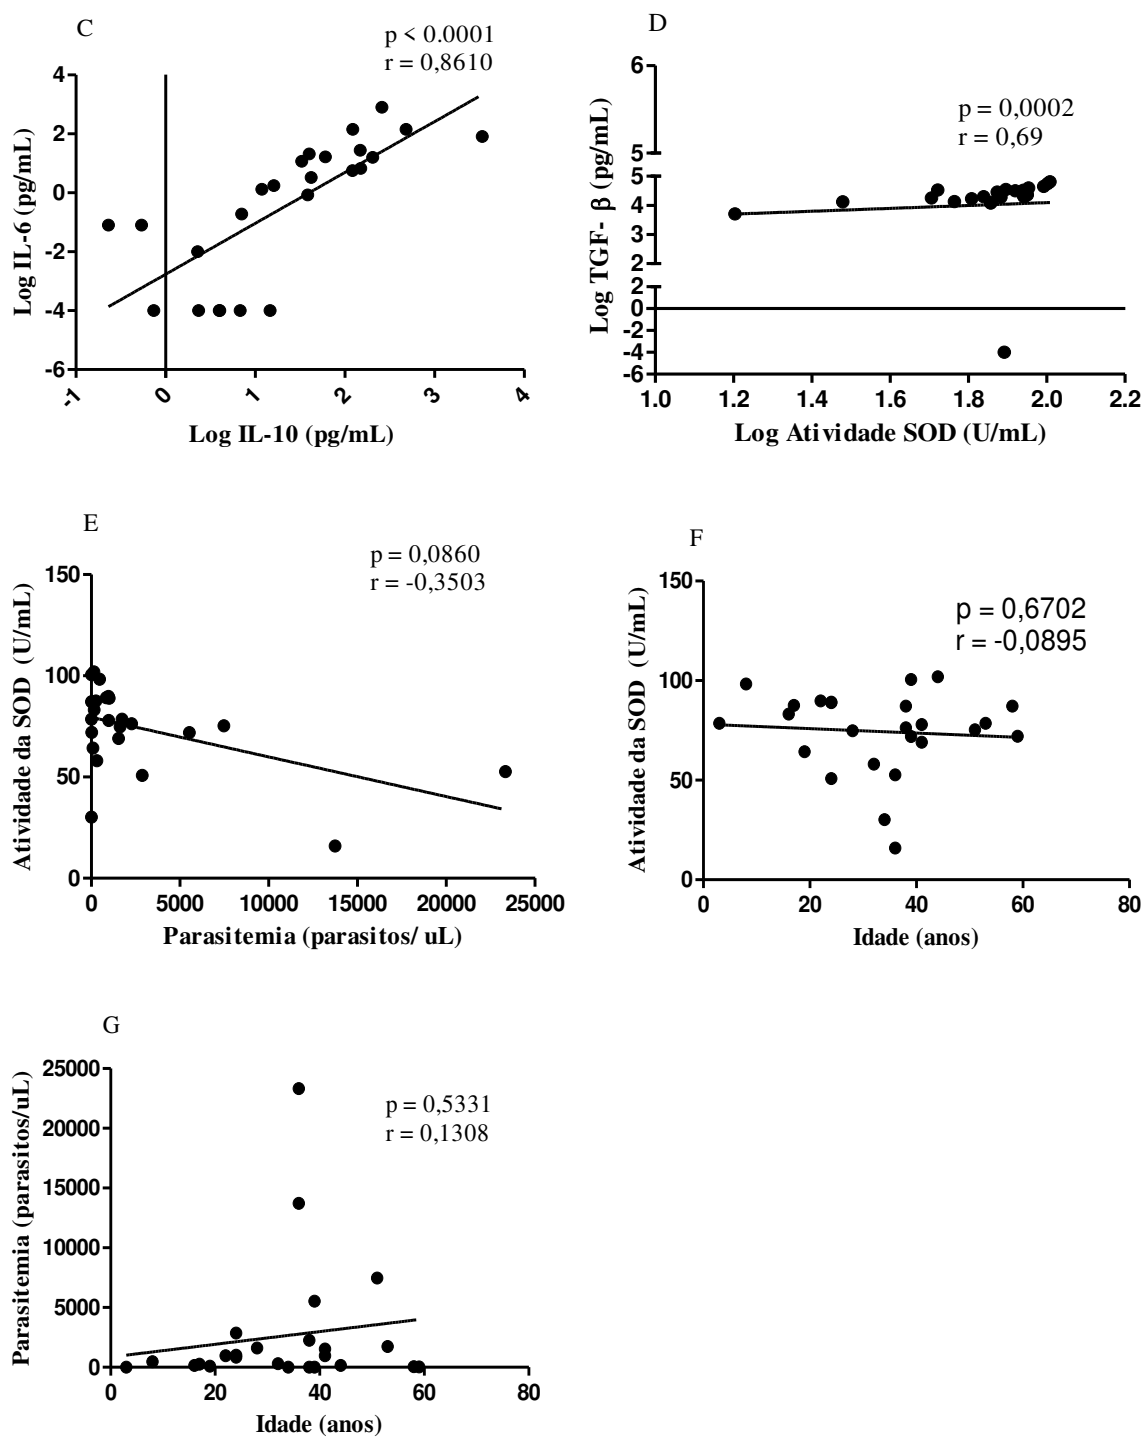 C
p < 0.0001
r = 0,8610
4
2
0
-2
-4
-6
-1
0
1
2
3
4
Log IL-6 (pg/mL)
Log IL-10 (pg/mL)
D
p = 0,0002
r = 0,69
6
5
5
4
3
2
2
0
-2
-4
-6
1.0
1.2
1.4
1.6
1.8
2.0
2.2
Log TGF- β (pg/mL)
Log Atividade SOD (U/mL)
E
p = 0,0860
r = -0,3503
150
100
50
0
0
5000
10000
15000
20000
25000
Atividade da SOD (U/mL)
Parasitemia (parasitos/ uL)
F
p = 0,6702
r = -0,0895
150
100
50
0
0
20
40
60
80
Atividade da SOD (U/mL)
Idade (anos)
G
p = 0,5331
r = 0,1308
25000
20000
15000
10000
5000
0
0
20
40
60
80
Parasitemia (parasitos/uL)
Idade (anos)